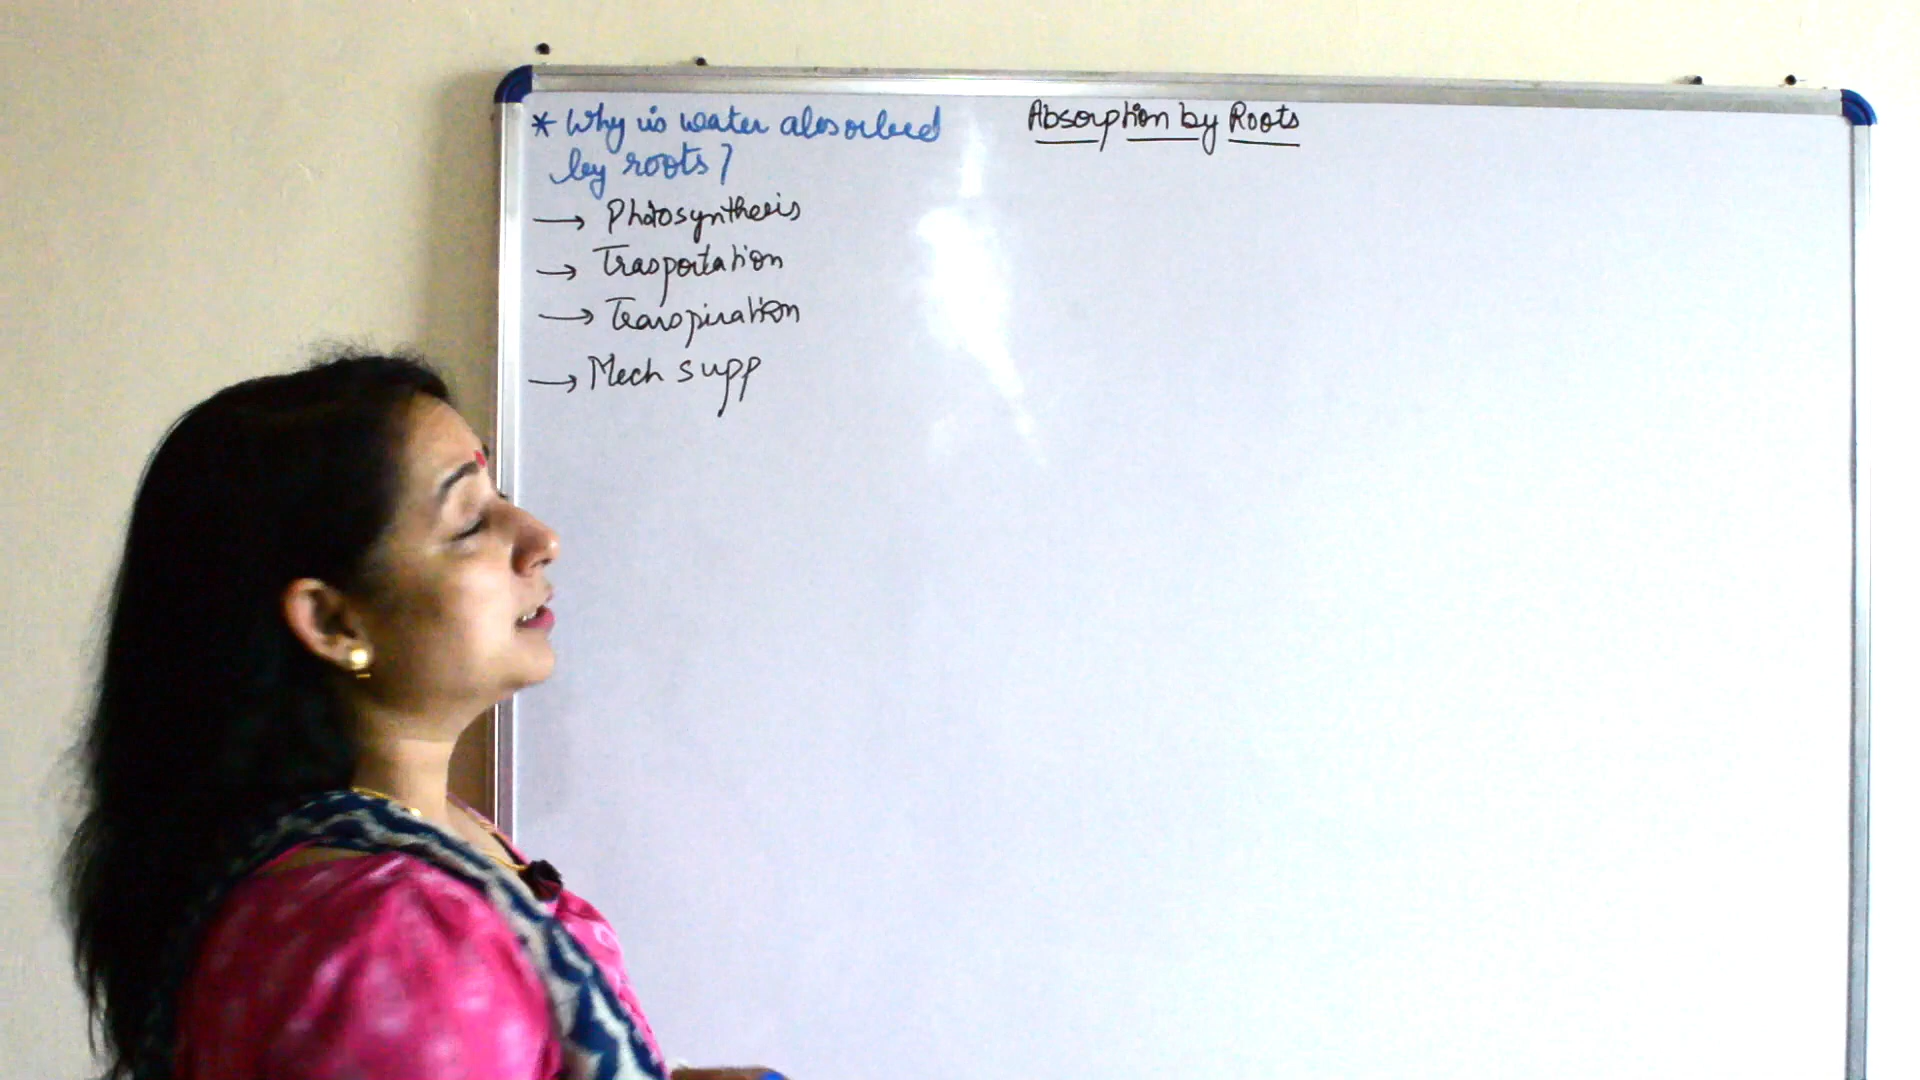 Absorption by Roots
* Why is water absorbed
by roots?
→ Photosynthesis
→ Trasportation
→ Transpiration
→ Mech supp